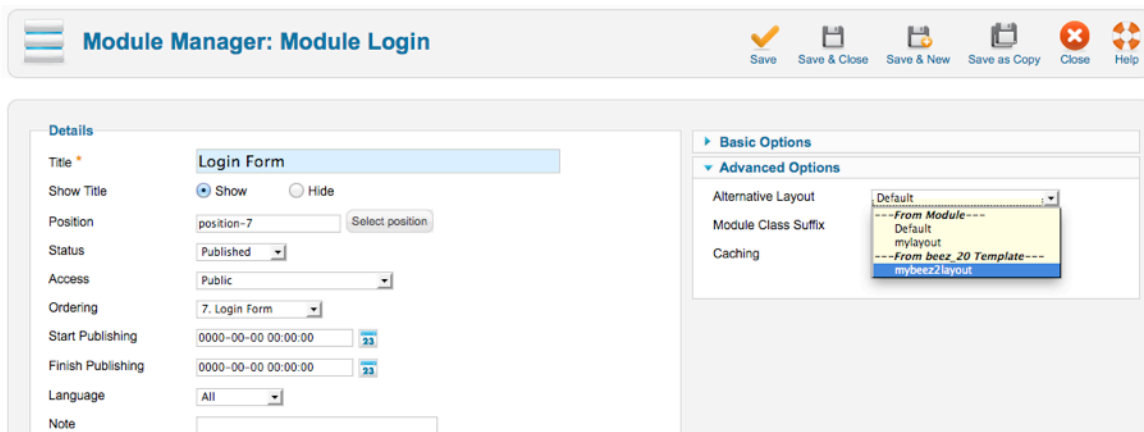 Module Manager: Module Login
Save
Save & Close
Save & New
Save as Copy
Close
Help
Details
Title *
Login Form
Show Title
Show
Hide
Position
position-7
Select position
Status
Published
Access
Public
Ordering
7. Login Form
Start Publishing
0000-00-00 00:00:00
23
Finish Publishing
0000-00-00 00:00:00
23
Language
All
Note
Basic Options
Advanced Options
Alternative Layout
Default
---From Module---
Default
mylayout
---From beez_20 Template---
mybeez2layout
Module Class Suffix
Caching